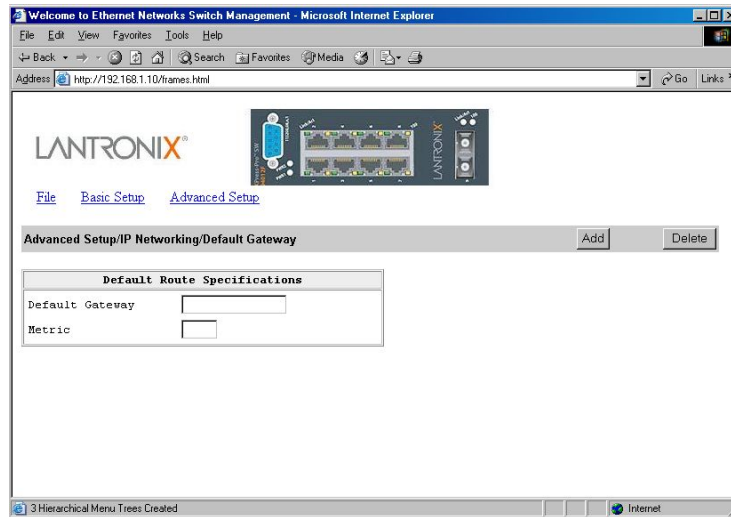 Welcome to Ethernet Networks Switch Management - Microsoft Internet Explorer
File Edit View Favorites Tools Help
Back Search Favorites Media
Address http://192.168.1.10/frames.html Go Links
LANTRONIX®
LANTRONIX
File Basic Setup Advanced Setup
Advanced Setup/IP Networking/Default Gateway Add Delete
Default Route Specifications
Default Gateway
Metric
3 Hierarchical Menu Trees Created Internet